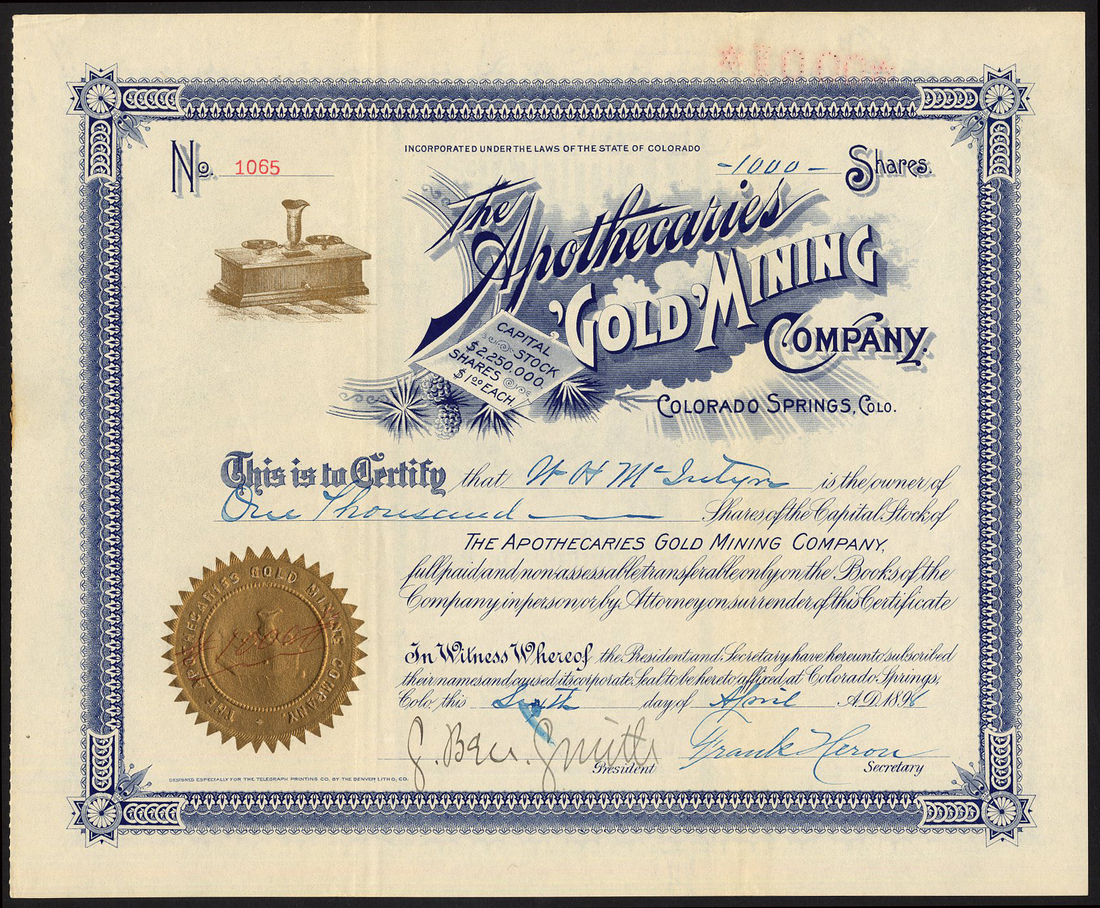 INCORPORATED UNDER THE LAWS OF THE STATE OF COLORADO
No. 1065
-1000- Shares.
The
Apothecaries
"GOLD" MINING
COMPANY.
CAPITAL
STOCK
$2,250,000.
SHARES
$1.00 EACH.
COLORADO SPRINGS, COLO.
This is to Certify that W H McIntyre is the owner of
One Thousand Shares of the Capital Stock of
THE APOTHECARIES GOLD MINING COMPANY,
full paid and non-assessable, transferable only on the Books of the
Company in person or by Attorney on surrender of this Certificate
In Witness Whereof the President and Secretary have hereunto subscribed
their names and caused its corporate Seal to be hereto affixed at Colorado Springs,
Colo, this day of April A.D. 1896
THE APOTHECARIES GOLD MINING COMPANY
J. Ben. Smith Frank Heron
President Secretary
DESIGNED ESPECIALLY FOR THE TELEGRAPH PRINTING CO. BY THE DENVER LITHO. CO.